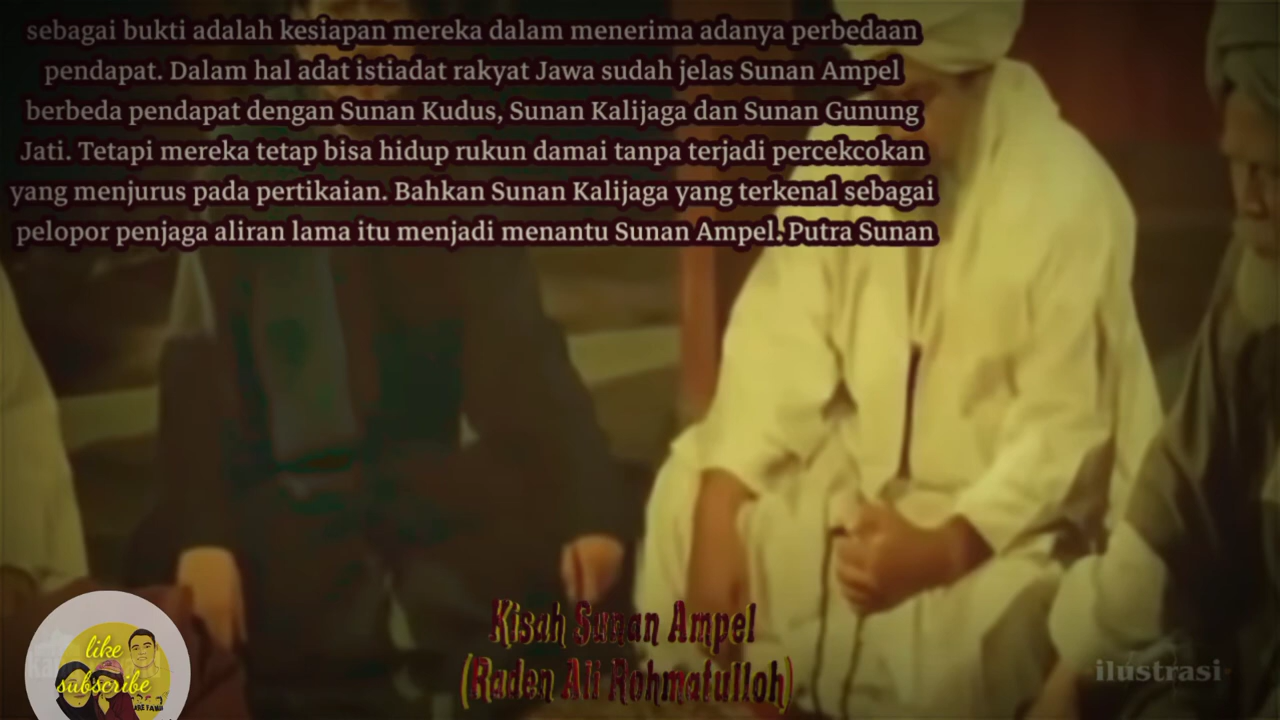 sebagai bukti adalah kesiapan mereka dalam menerima adanya perbedaan
pendapat. Dalam hal adat istiadat rakyat Jawa sudah jelas Sunan Ampel
berbeda pendapat dengan Sunan Kudus, Sunan Kalijaga dan Sunan Gunung
Jati. Tetapi mereka tetap bisa hidup rukun damai tanpa terjadi percekcokan
yang menjurus pada pertikaian. Bahkan Sunan Kalijaga yang terkenal sebagai
pelopor penjaga aliran lama itu menjadi menantu Sunan Ampel. Putra Sunan
Kisah Sunan Ampel
(Raden Ali Rohmatulloh)
like
subscribe
ilustrasi